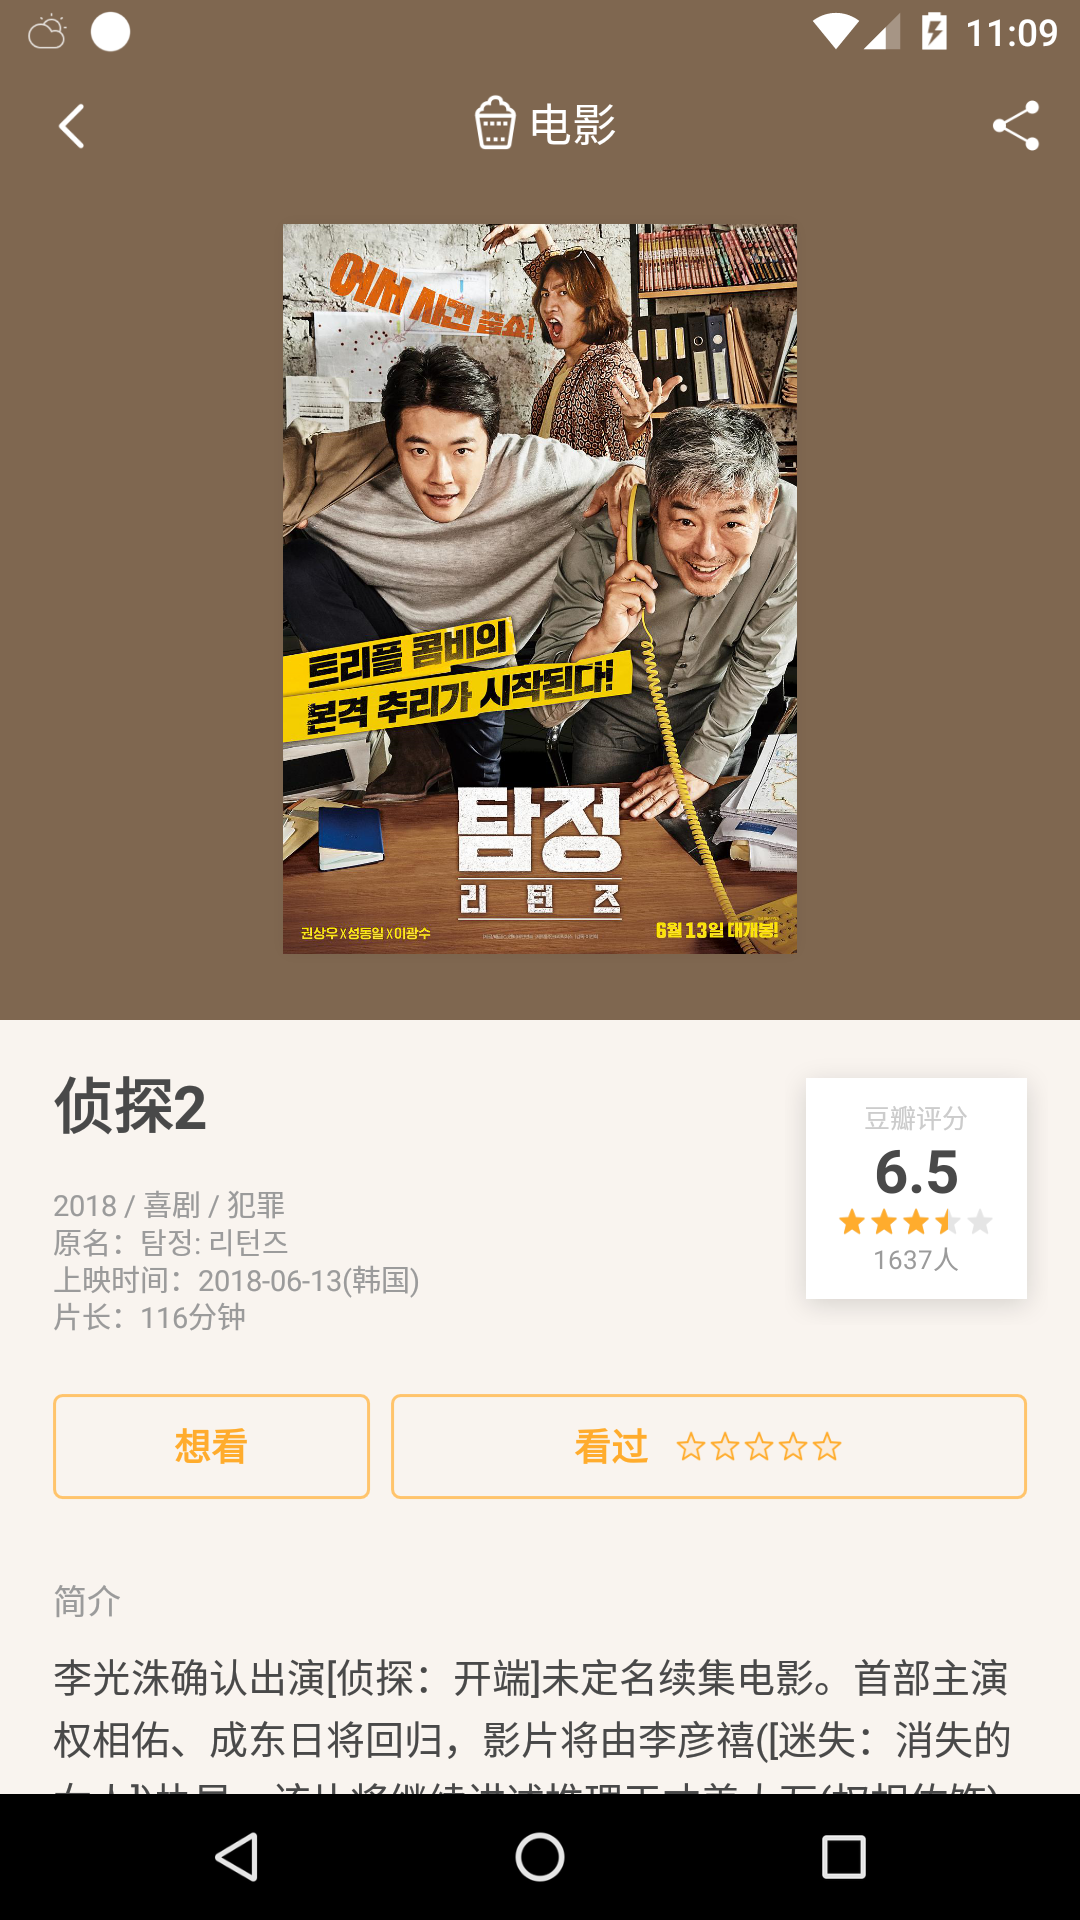 11:09
电影
어서 사건 줍쇼!
트리플 콤비의
본격 추리가 시작된다!
탐정
리턴즈
권상우 X 성동일 X 이광수
6월 13일 대개봉!
侦探2
豆瓣评分
6.5
1637人
2018 / 喜剧 / 犯罪
原名：탐정: 리턴즈
上映时间：2018-06-13(韩国)
片长：116分钟
想看
看过
简介
李光洙确认出演[侦探：开端]未定名续集电影。首部主演
权相佑、成东日将回归，影片将由李彦禧([迷失：消失的